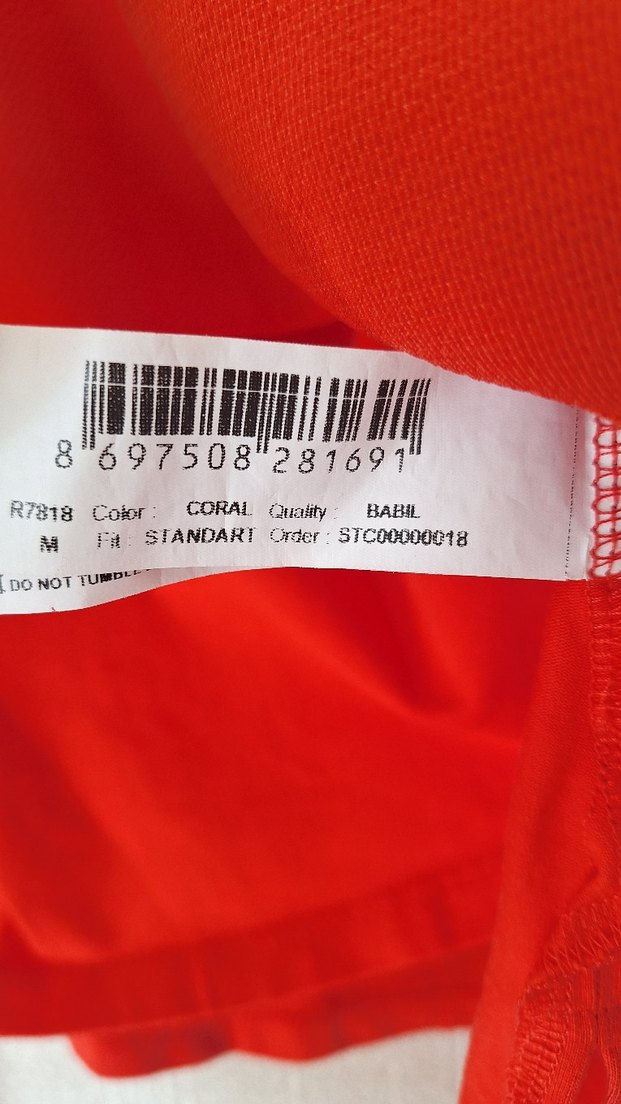 8 697508 281691
R7818 Color : CORAL Quality : BABIL
M Fit : STANDART Order : STC00000018
DO NOT TUMBLE